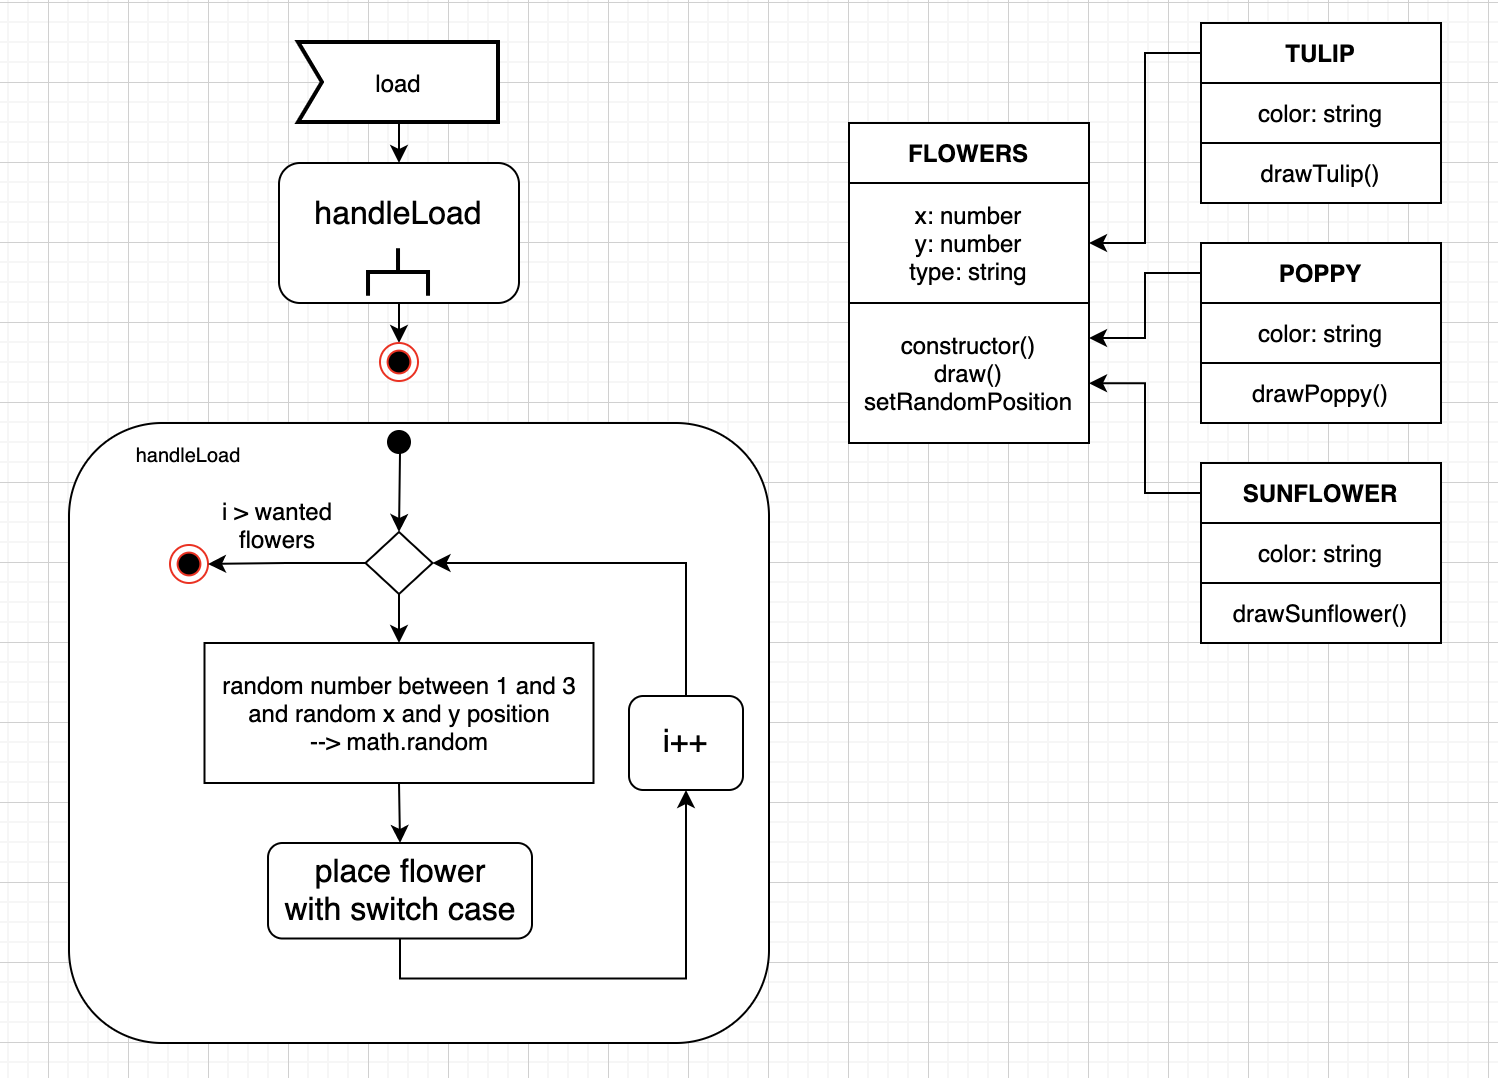 load
handleLoad
handleLoad
i > wanted
flowers
random number between 1 and 3
and random x and y position
--> math.random
i++
place flower
with switch case
FLOWERS
x: number
y: number
type: string
constructor()
draw()
setRandomPosition
TULIP
color: string
drawTulip()
POPPY
color: string
drawPoppy()
SUNFLOWER
color: string
drawSunflower()